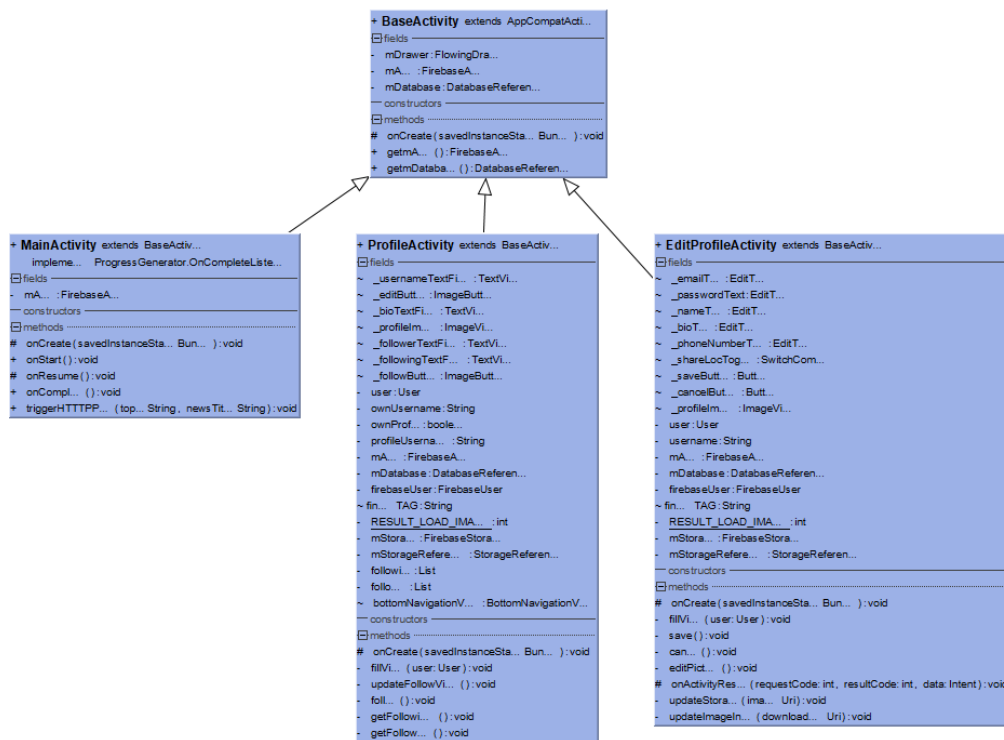 + BaseActivity extends AppCompatActi...
fields
- mDrawer:FlowingDra...
- mA... :FirebaseA...
- mDatabase:DatabaseReferen...
constructors
methods
# onCreate(savedInstanceSta... Bun... ):void
+ getmA... ():FirebaseA...
+ getmDataba... ():DatabaseReferen...
+ MainActivity extends BaseActiv...
impleme... ProgressGenerator.OnCompleteListe...
fields
- mA... :FirebaseA...
constructors
methods
# onCreate(savedInstanceSta... Bun... ):void
+ onStart():void
# onResume():void
+ onCompl... ():void
+ triggerHTTTPP... (top... String, newsTit... String):void
+ ProfileActivity extends BaseActiv...
fields
~ _usernameTextFi... :TextVi...
~ _editButt... :ImageButt...
~ _bioTextFi... :TextVi...
~ _profileIm... :ImageVi...
~ _followerTextFi... :TextVi...
~ _followingTextF... :TextVi...
~ _followButt... :ImageButt...
- user:User
- ownUsername:String
- ownProf... :boole...
- profileUserna... :String
- mA... :FirebaseA...
- mDatabase:DatabaseReferen...
- firebaseUser:FirebaseUser
~ fin... TAG:String
- RESULT_LOAD_IMA... :int
- mStora... :FirebaseStora...
- mStorageRefere... :StorageReferen...
- followi... :List
- follo... :List
~ bottomNavigationV... :BottomNavigationV...
constructors
methods
# onCreate(savedInstanceSta... Bun... ):void
- fillVi... (user:User):void
- updateFollowVi... ():void
- foll... ():void
- getFollowi... ():void
- getFollow... ():void
+ EditProfileActivity extends BaseActiv...
fields
~ _emailT... :EditT...
~ _passwordText:EditT...
~ _nameT... :EditT...
~ _bioT... :EditT...
~ _phoneNumberT... :EditT...
~ _shareLocTog... :SwitchCom...
~ _saveButt... :Butt...
~ _cancelBut... :Butt...
~ _profileIm... :ImageVi...
- user:User
- username:String
- mA... :FirebaseA...
- mDatabase:DatabaseReferen...
- firebaseUser:FirebaseUser
~ fin... TAG:String
- RESULT_LOAD_IMA... :int
- mStora... :FirebaseStora...
- mStorageRefere... :StorageReferen...
constructors
methods
# onCreate(savedInstanceSta... Bun... ):void
- fillVi... (user:User):void
- save():void
- can... ():void
- editPict... ():void
# onActivityRes... (requestCode:int, resultCode:int, data:Intent):void
- updateStora... (ima... Uri):void
- updateImageIn... (download... Uri):void